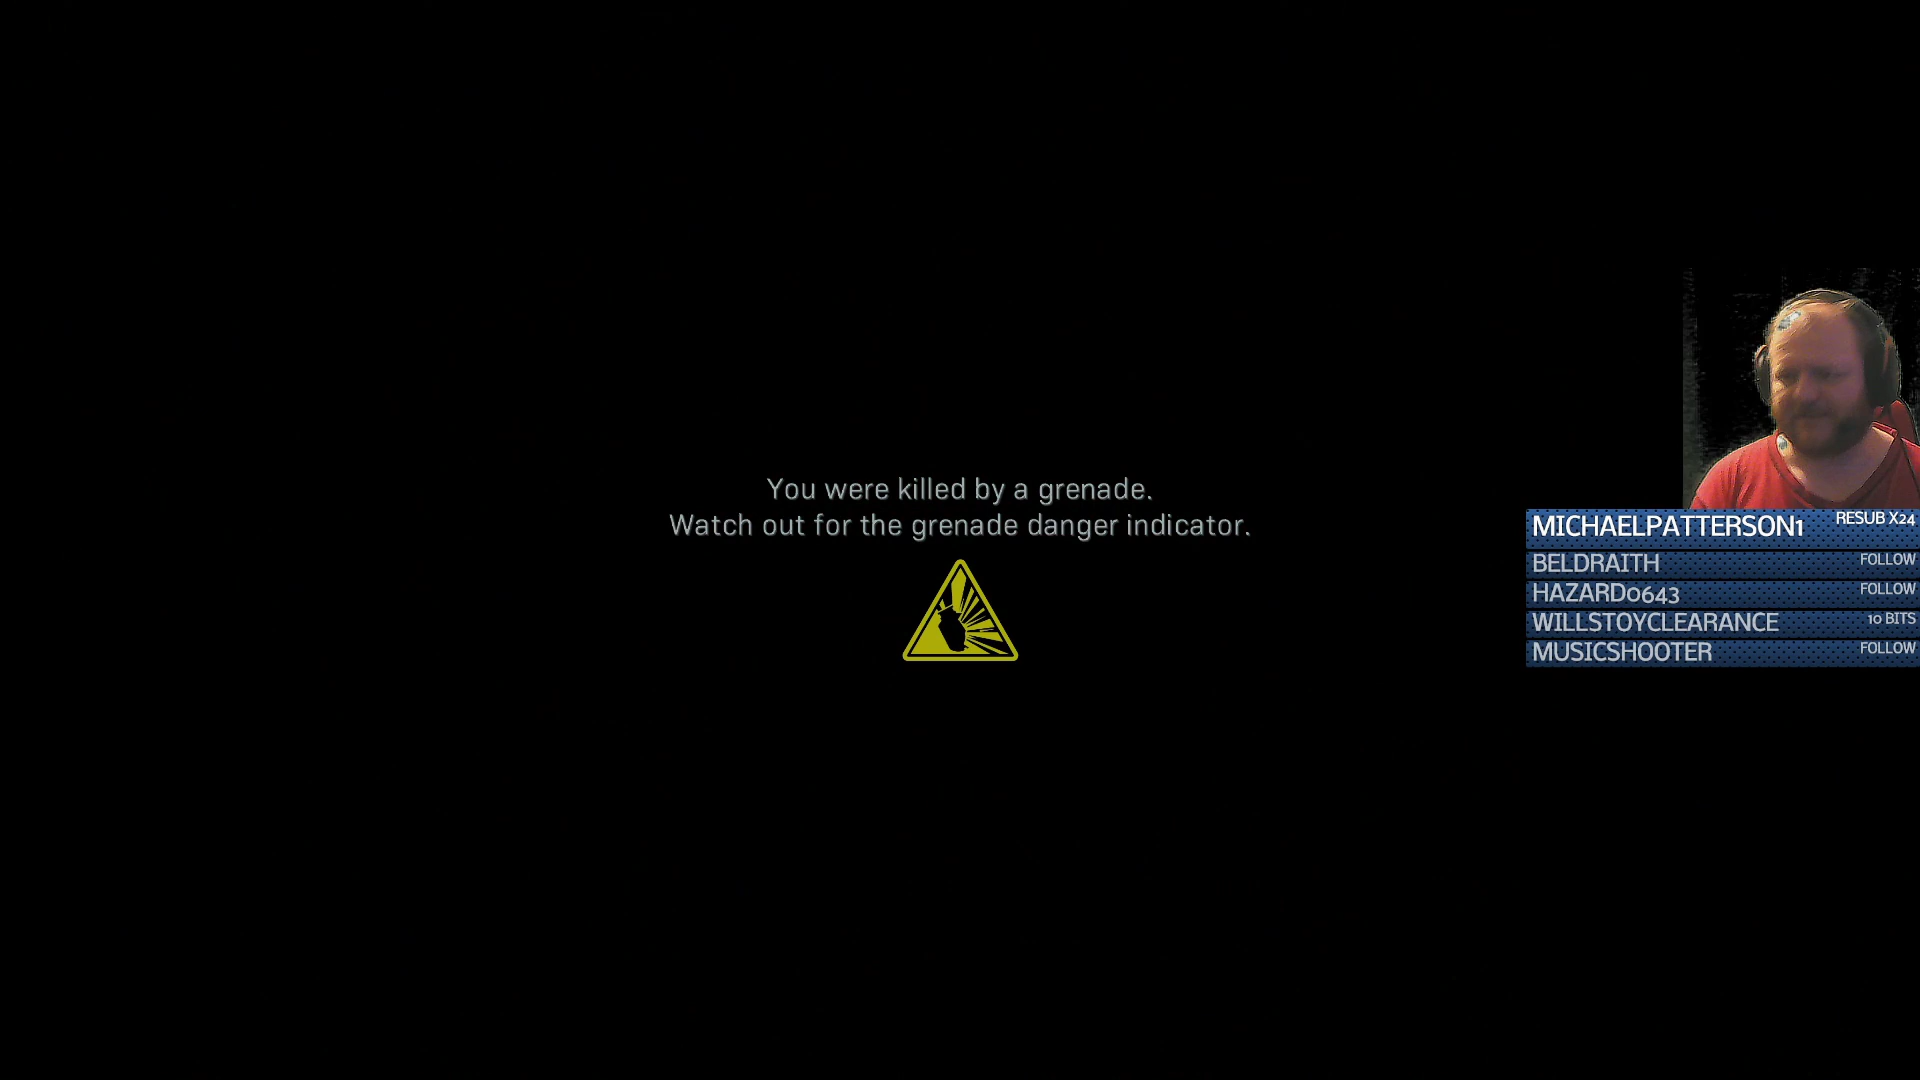 You were killed by a grenade.
Watch out for the grenade danger indicator.
MICHAELPATTERSON1 RESUB X24
BELDRAITH FOLLOW
HAZARD0643 FOLLOW
WILLSTOYCLEARANCE 10 BITS
MUSICSHOOTER FOLLOW